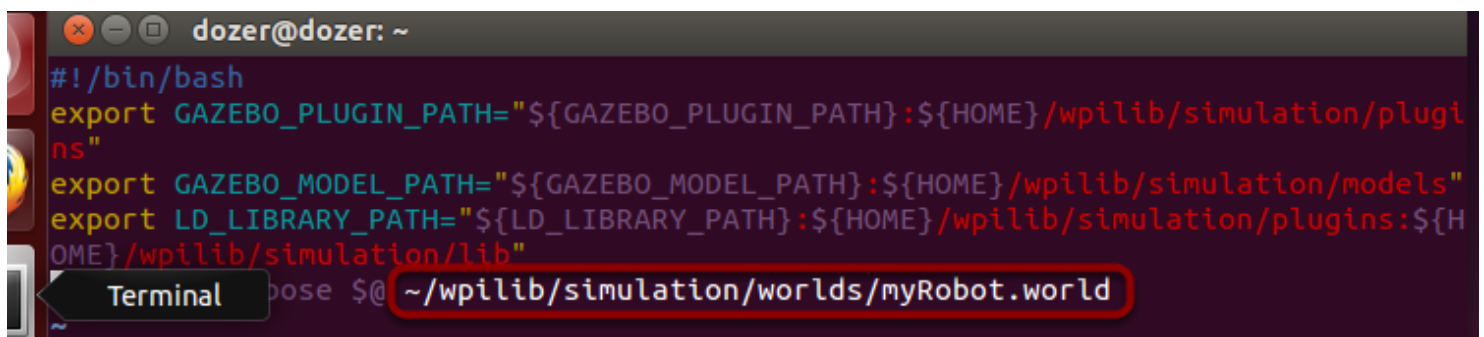 dozer@dozer: ~
#!/bin/bash
export GAZEBO_PLUGIN_PATH="${GAZEBO_PLUGIN_PATH}:${HOME}/wpilib/simulation/plugi
ns"
export GAZEBO_MODEL_PATH="${GAZEBO_MODEL_PATH}:${HOME}/wpilib/simulation/models"
export LD_LIBRARY_PATH="${LD_LIBRARY_PATH}:${HOME}/wpilib/simulation/plugins:${H
OME}/wpilib/simulation/lib"
Terminal pose $@ ~/wpilib/simulation/worlds/myRobot.world
~